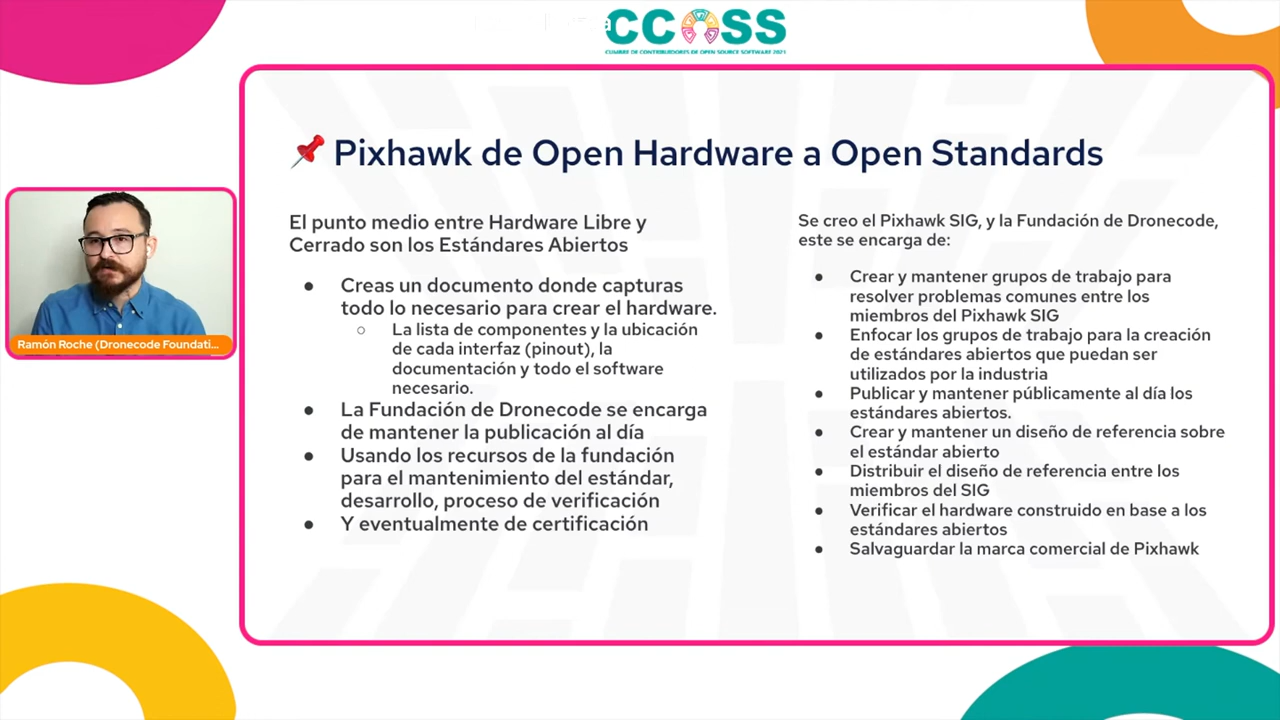 CCOSS
CUMBRE DE CONTRIBUIDORES DE OPEN SOURCE SOFTWARE 2021
Pixhawk de Open Hardware a Open Standards
El punto medio entre Hardware Libre y
Cerrado son los Estándares Abiertos
● Creas un documento donde capturas
todo lo necesario para crear el hardware.
○ La lista de componentes y la ubicación
de cada interfaz (pinout), la
documentación y todo el software
necesario.
● La Fundación de Dronecode se encarga
de mantener la publicación al día
● Usando los recursos de la fundación
para el mantenimiento del estándar,
desarrollo, proceso de verificación
● Y eventualmente de certificación
Se creo el Pixhawk SIG, y la Fundación de Dronecode,
este se encarga de:
● Crear y mantener grupos de trabajo para
resolver problemas comunes entre los
miembros del Pixhawk SIG
● Enfocar los grupos de trabajo para la creación
de estándares abiertos que puedan ser
utilizados por la industria
● Publicar y mantener públicamente al día los
estándares abiertos.
● Crear y mantener un diseño de referencia sobre
el estándar abierto
● Distribuir el diseño de referencia entre los
miembros del SIG
● Verificar el hardware construido en base a los
estándares abiertos
● Salvaguardar la marca comercial de Pixhawk
Ramón Roche (Dronecode Foundati...